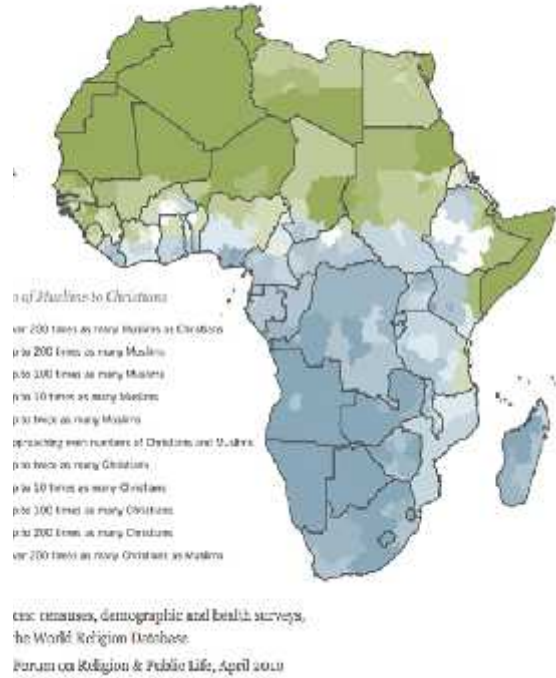 of Muslims to Christians
200 times as many Muslims as Christians
to 200 times as many Muslims
to 100 times as many Muslims
to 10 times as many Muslims
to twice as many Muslims
approaching even numbers of Christians and Muslims
to twice as many Christians
to 10 times as many Christians
to 100 times as many Christians
to 200 times as many Christians
200 times as many Christians as Muslims
censuses, demographic and health surveys,
the World Religion Database
Forum on Religion & Public Life, April 2010